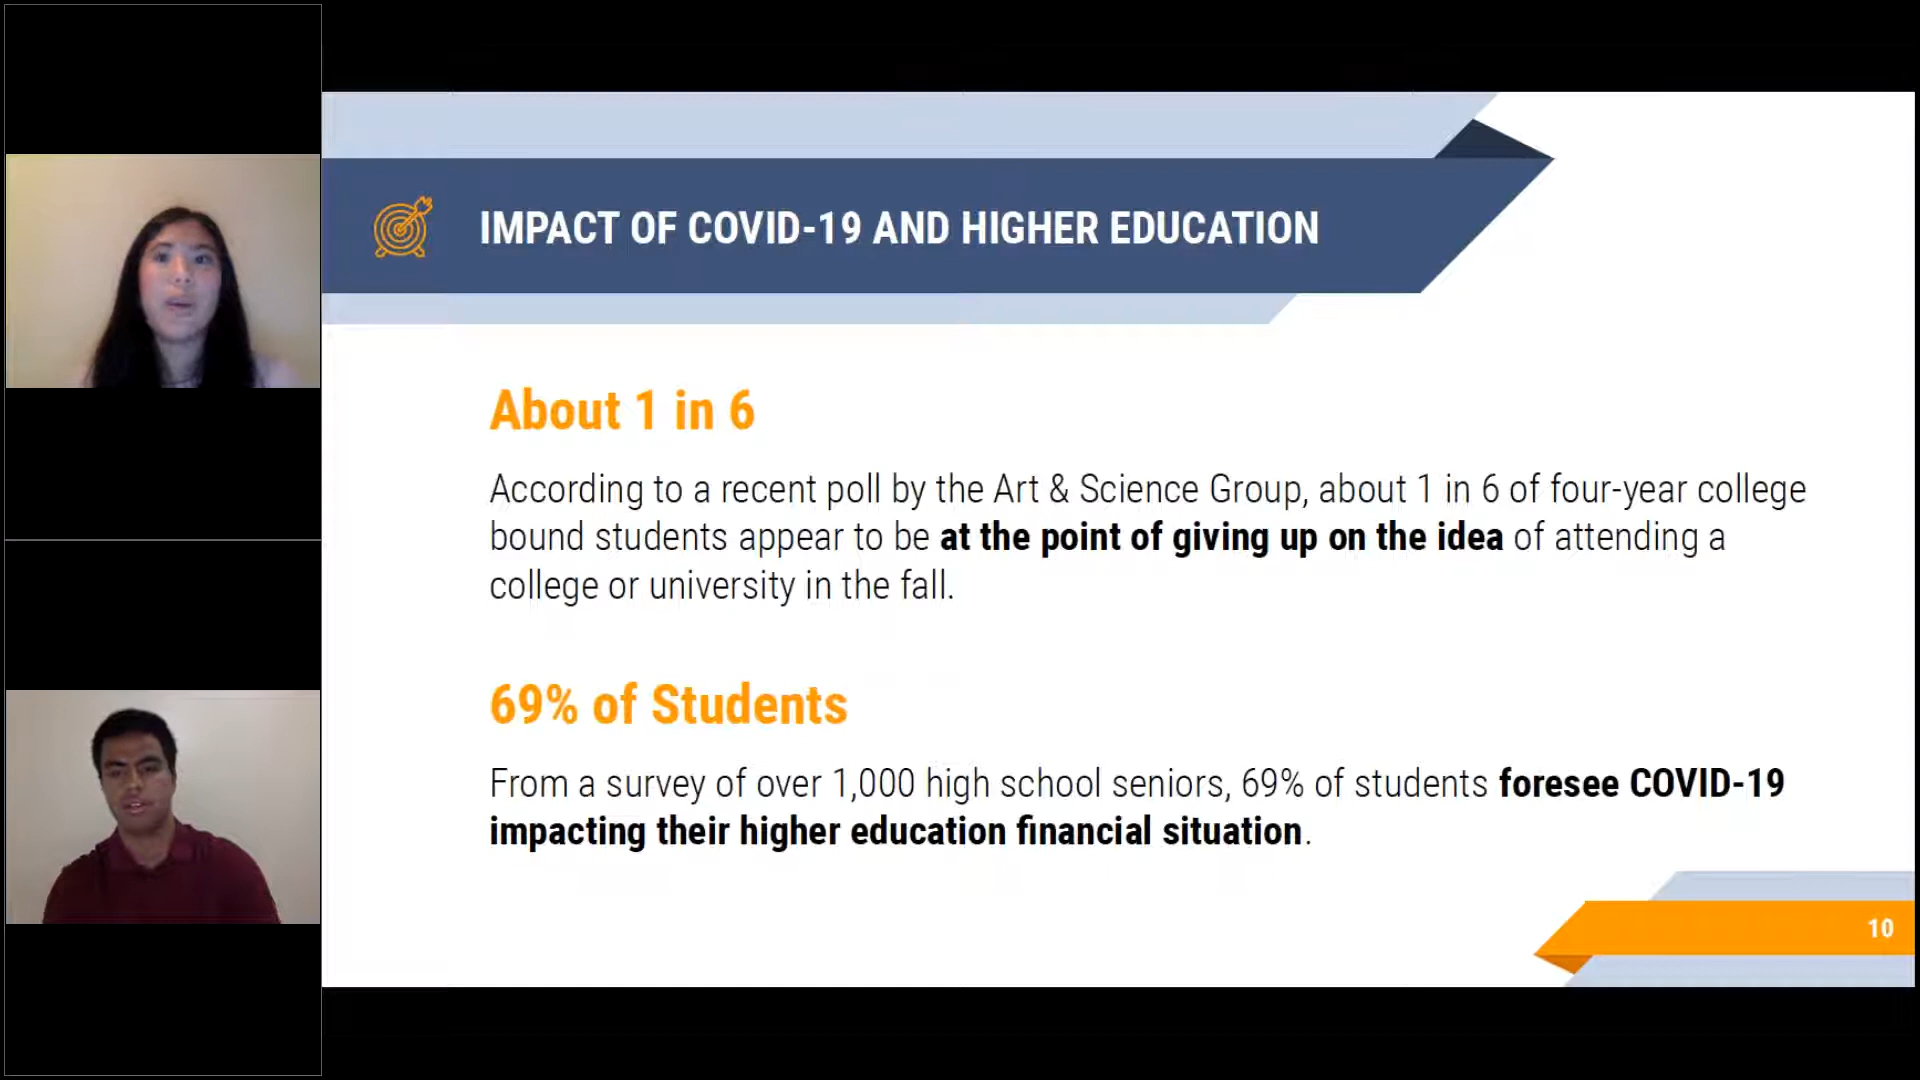 IMPACT OF COVID-19 AND HIGHER EDUCATION
About 1 in 6
According to a recent poll by the Art & Science Group, about 1 in 6 of four-year college
bound students appear to be at the point of giving up on the idea of attending a
college or university in the fall.
69% of Students
From a survey of over 1,000 high school seniors, 69% of students foresee COVID-19
impacting their higher education financial situation.
10